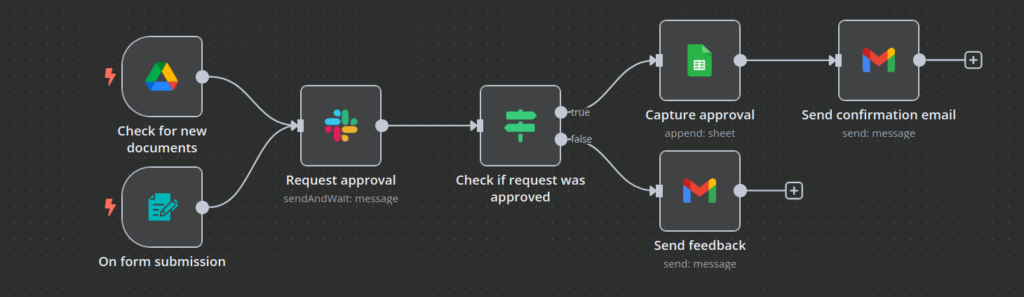 Check for new
documents
On form submission
Request approval
sendAndWait: message
Check if request was
approved
true
false
Capture approval
append: sheet
Send confirmation email
send: message
Send feedback
send: message